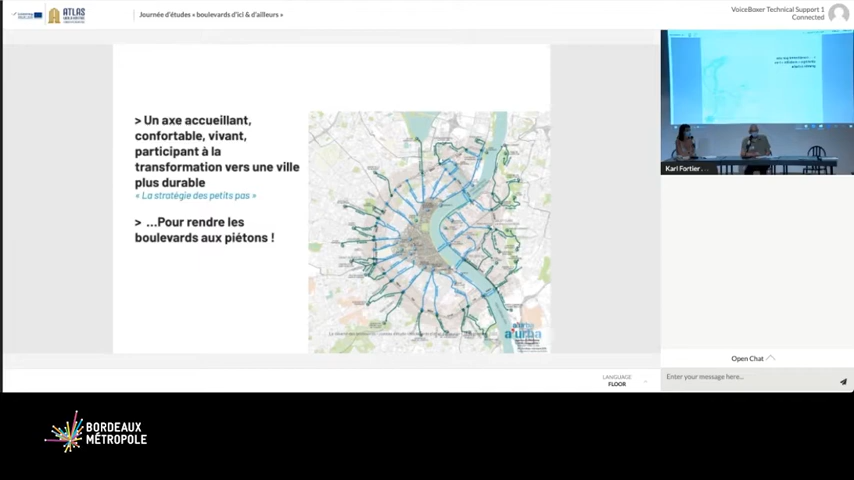 ATLAS
Journée d'études « boulevards d'ici & d'ailleurs »
VoiceBoxer Technical Support 1
Connected
> Un axe accueillant,
confortable, vivant,
participant à la
transformation vers une ville
plus durable
« La stratégie des petits pas »
> ...Pour rendre les
boulevards aux piétons !
a'urba
Karl Fortier ...
Open Chat
Enter your message here...
LANGUAGE
FLOOR
BORDEAUX
MÉTROPOLE